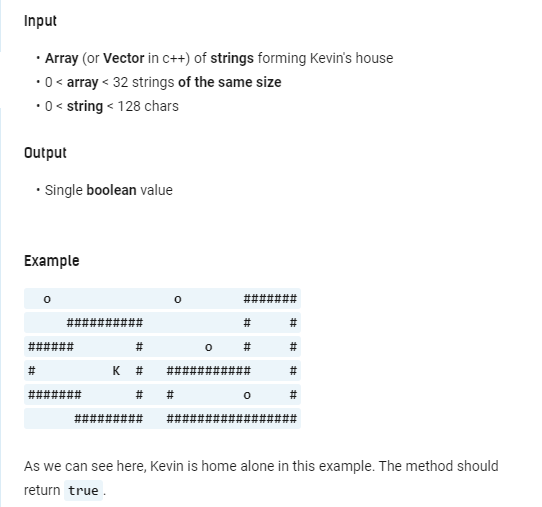 Input
• Array (or Vector in c++) of strings forming Kevin's house
• 0 < array < 32 strings of the same size
• 0 < string < 128 chars
Output
• Single boolean value
Example
  o                o        #######
     ##########             #     #
######        #        o    #     #
#          K  #   ###########     #
#######       #   #         o     #
      #########   #################
As we can see here, Kevin is home alone in this example. The method should
return true .